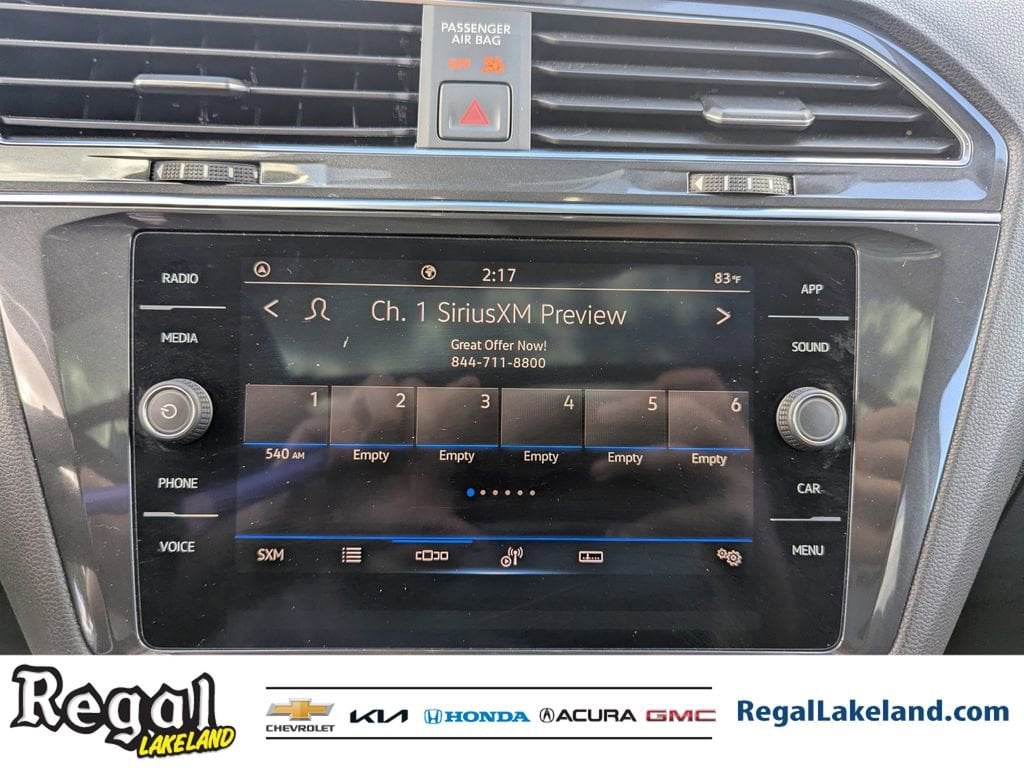 PASSENGER
AIR BAG
OFF
RADIO
MEDIA
PHONE
VOICE
2:17
83°F
Ch. 1 SiriusXM Preview
Great Offer Now!
844-711-8800
1 2 3 4 5 6
540 AM Empty Empty Empty Empty Empty
SXM
APP
SOUND
CAR
MENU
Regal
LAKELAND
CHEVROLET
KIA
HONDA
ACURA
GMC
RegalLakeland.com